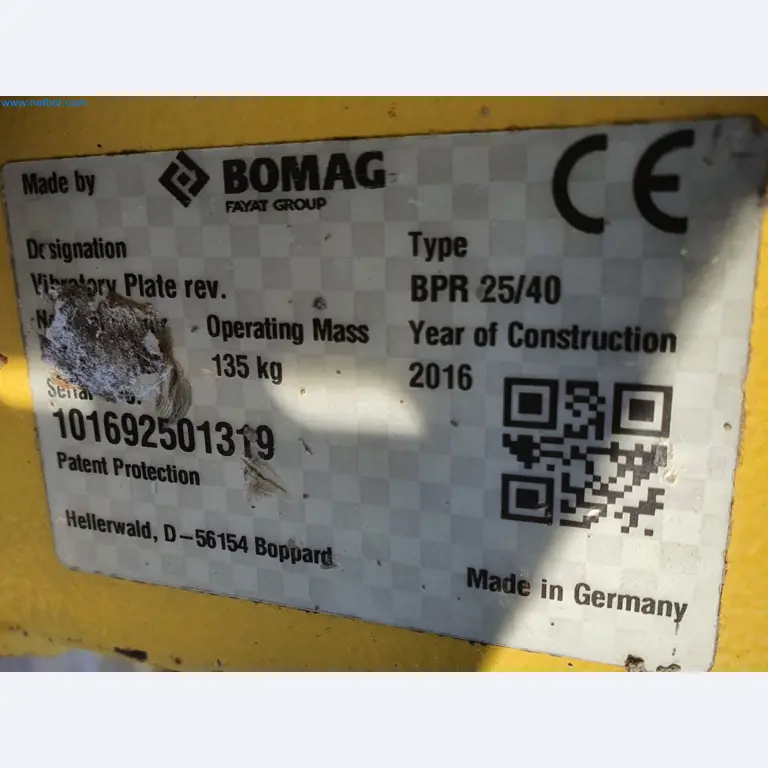 Made by BOMAG
FAYAT GROUP
CE
Designation Type
Vibratory Plate rev. BPR 25/40
Operating Mass Year of Construction
135 kg 2016
101692501319
Patent Protection
Hellerwald, D-56154 Boppard
Made in Germany